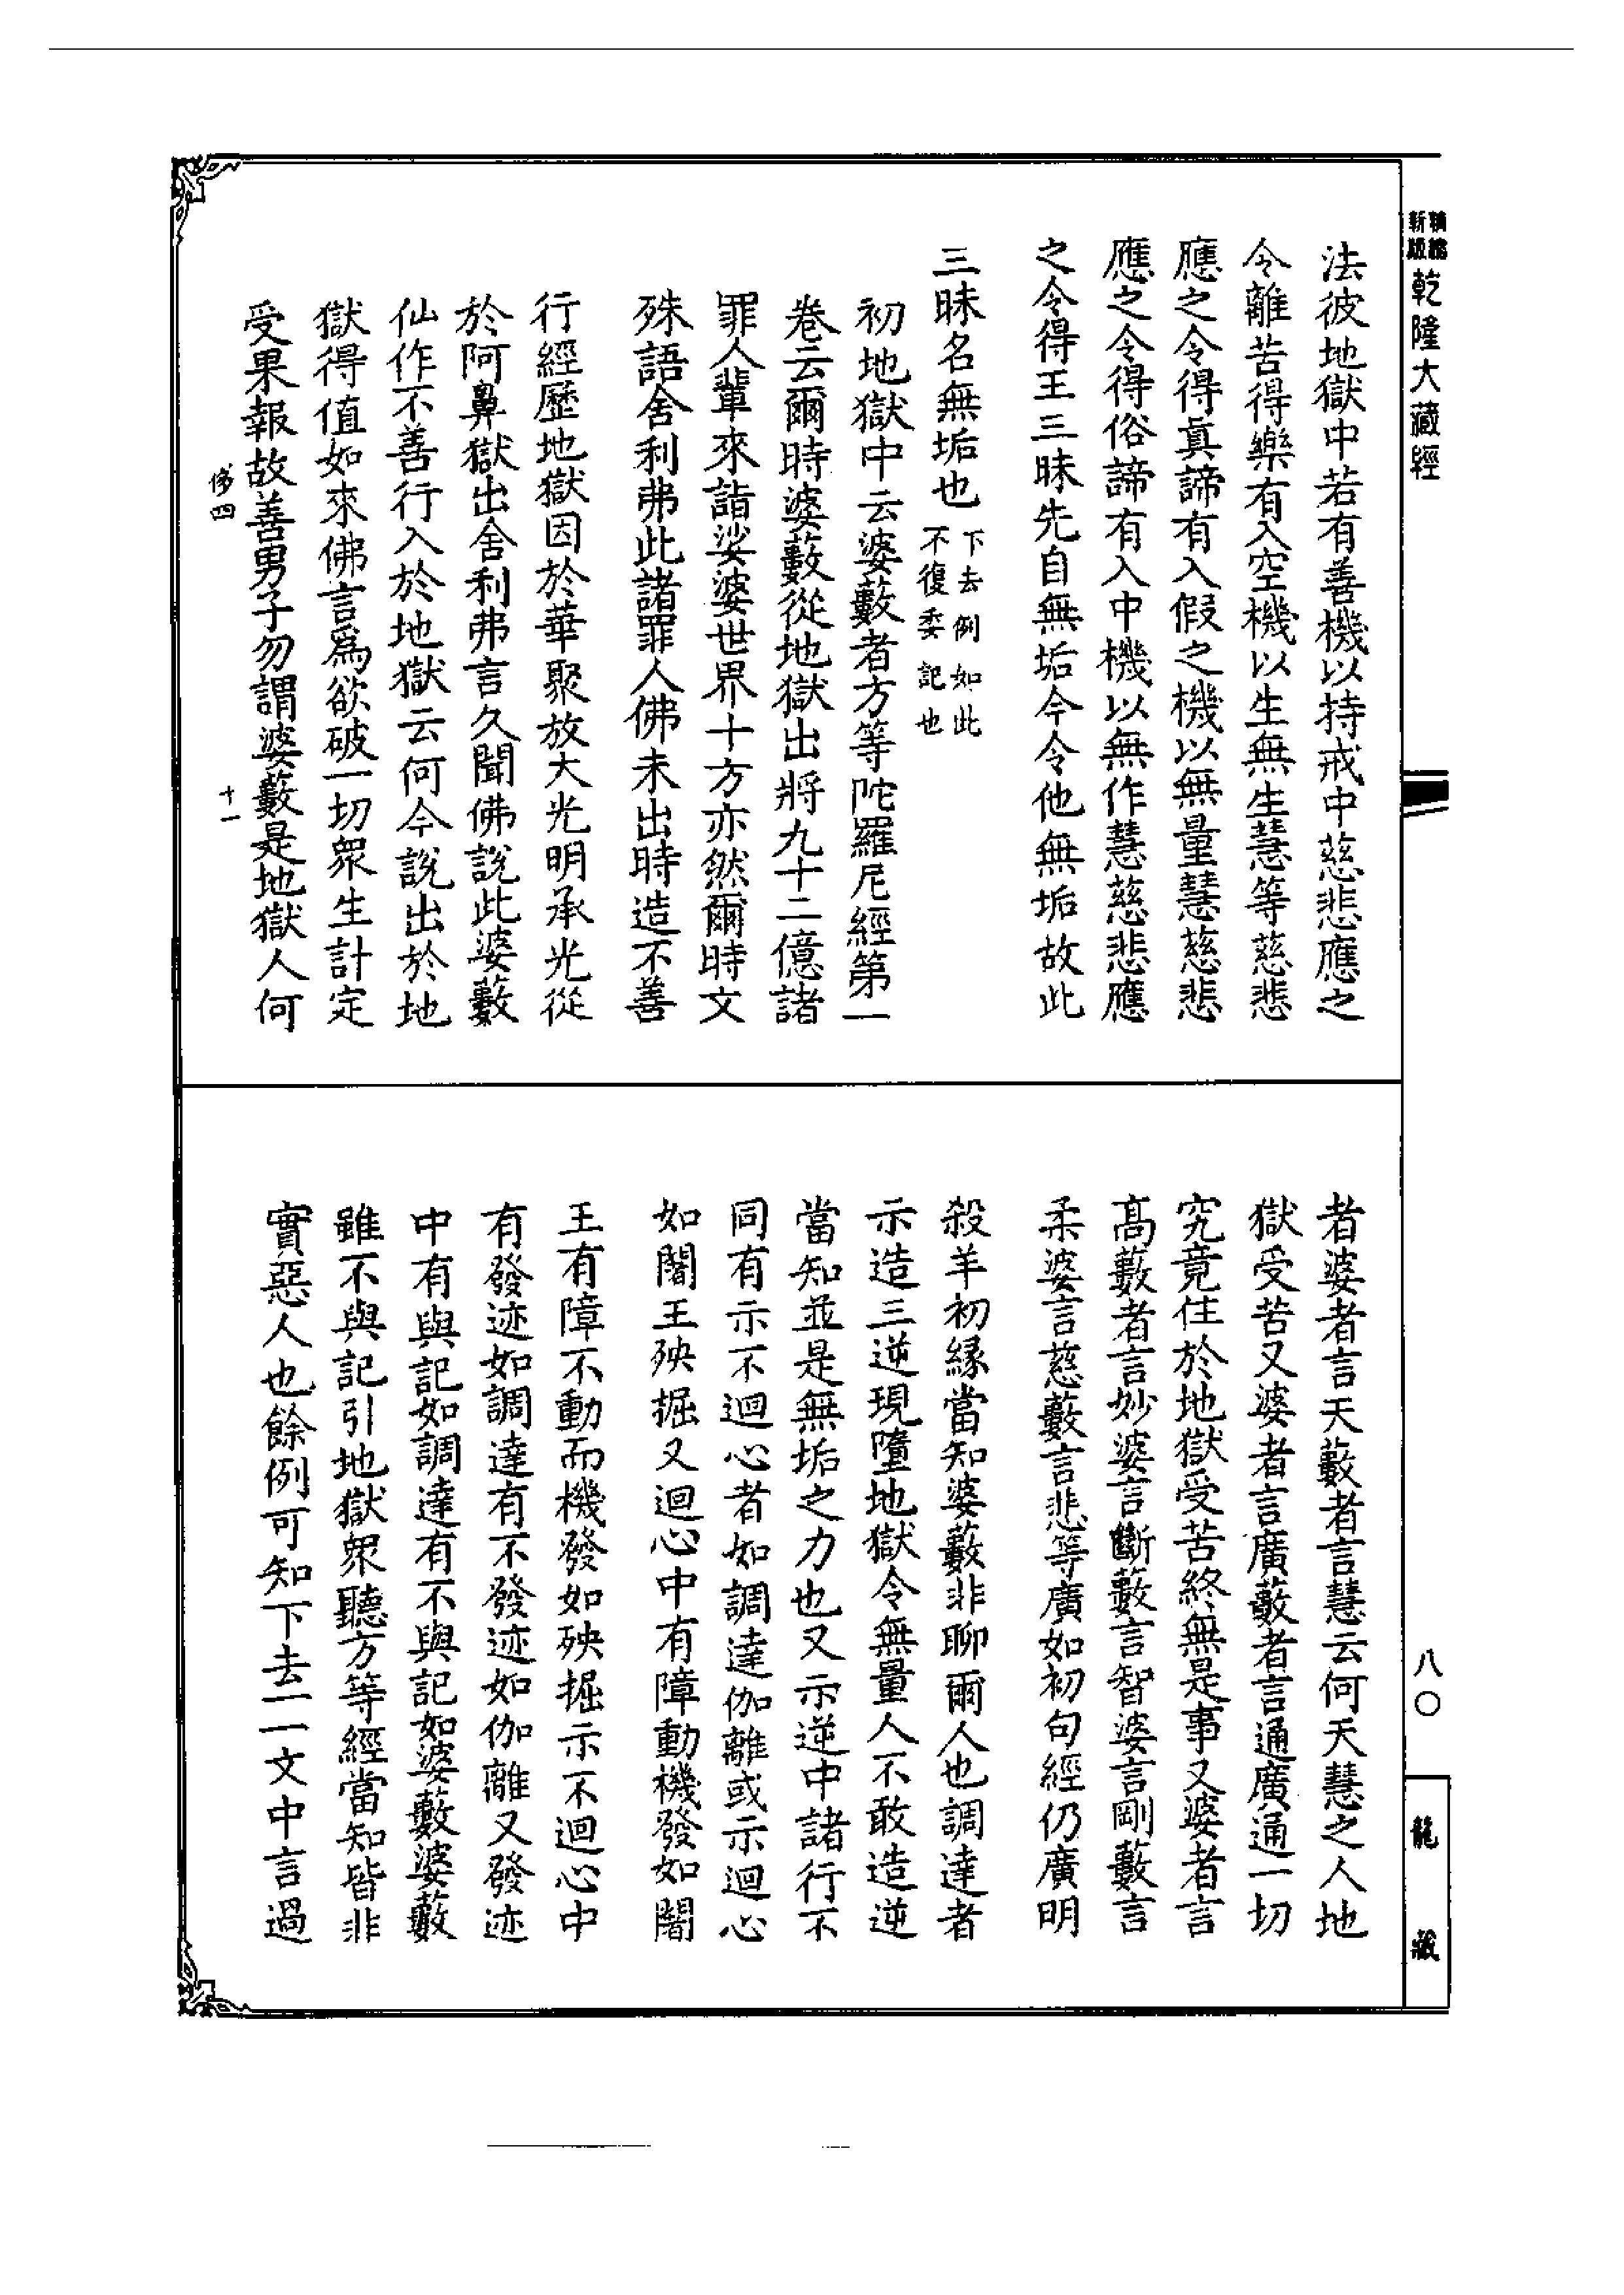 新編
縮版
乾隆大藏經
法彼地獄中若有善機以持戒中慈悲應之
令離苦得樂有入空機以生無生慧等慈悲
應之令得真諦有入假之機以無量慧慈悲
應之令得俗諦有入中機以無作慧慈悲應
之令得王三昧先自無垢今令他無垢故此
三昧名無垢也下去例如此
不復委記也
初地獄中云婆藪者方等陀羅尼經第一
卷云爾時婆藪從地獄出將九十二億諸
罪人輩來詣娑婆世界十方亦然爾時文
殊語舍利弗此諸罪人佛未出時造不善
行經歷地獄因於華聚放大光明承光從
於阿鼻獄出舍利弗言久聞佛說此婆藪
仙作不善行入於地獄云何今說出於地
獄得值如來佛言爲欲破一切眾生計定
受果報故善男子勿謂婆藪是地獄人何
十一
者婆者言天藪者言慧云何天慧之人地
獄受苦又婆者言廣藪者言通廣通一切
究竟住於地獄受苦終無是事又婆者言
高藪者言妙婆言斷藪言智婆言剛藪言
柔婆言慈藪言悲等廣如初句經仍廣明
殺羊初緣當知婆藪非聊爾人也調達者
示造三逆現墮地獄令無量人不敢造逆
當知並是無垢之力也又示逆中諸行不
同有示不迴心者如調達伽離或示迴心
如闍王殃掘又迴心中有障動機發如闍
王有障不動而機發如殃掘示不迴心中
有發迹如調達有不發迹如伽離又發迹
中有與記如調達有不與記如婆藪婆藪
雖不與記引地獄眾聽方等經當知皆非
實惡人也餘例可知下去一一文中言過
八〇
龍藏